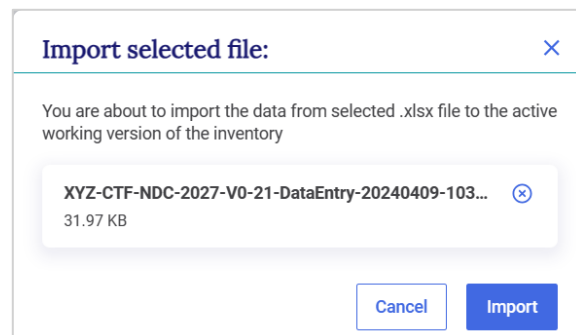 Import selected file:
You are about to import the data from selected .xlsx file to the active
working version of the inventory
XYZ-CTF-NDC-2027-V0-21-DataEntry-20240409-103...
31.97 KB
Cancel
Import